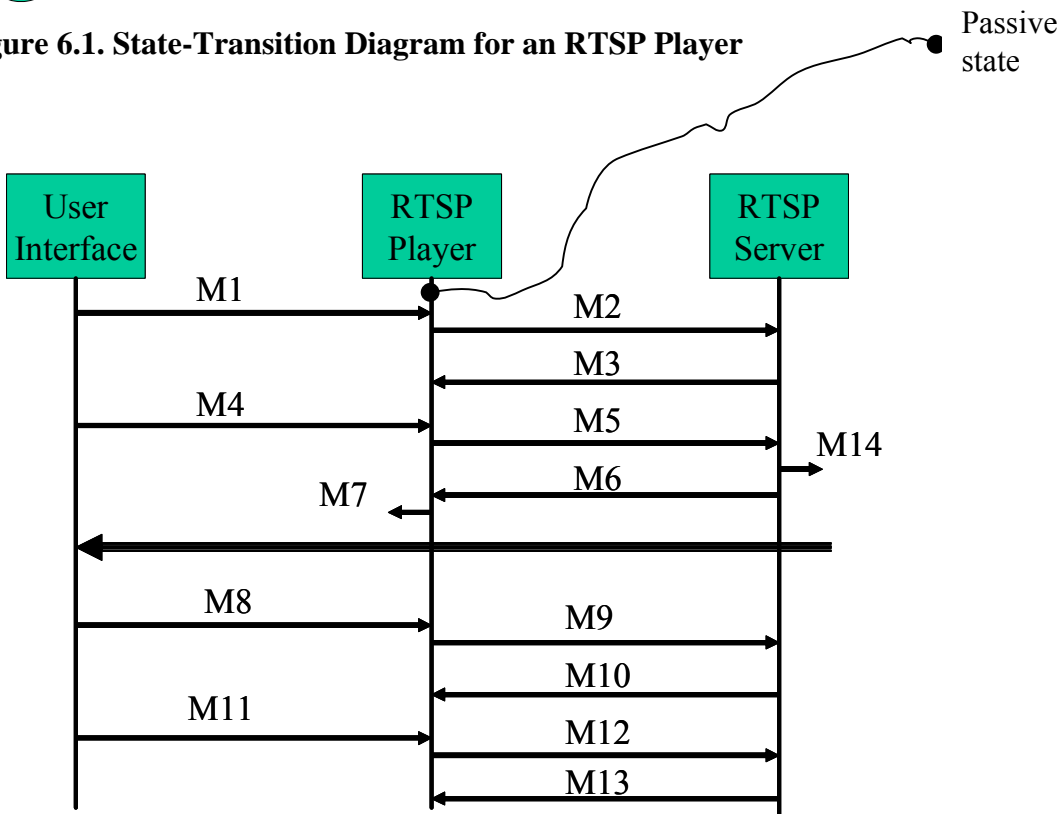 gure 6.1. State-Transition Diagram for an RTSP Player
Passive
state
User
Interface
RTSP
Player
RTSP
Server
M1
M2
M3
M4
M5
M14
M6
M7
M8
M9
M10
M11
M12
M13